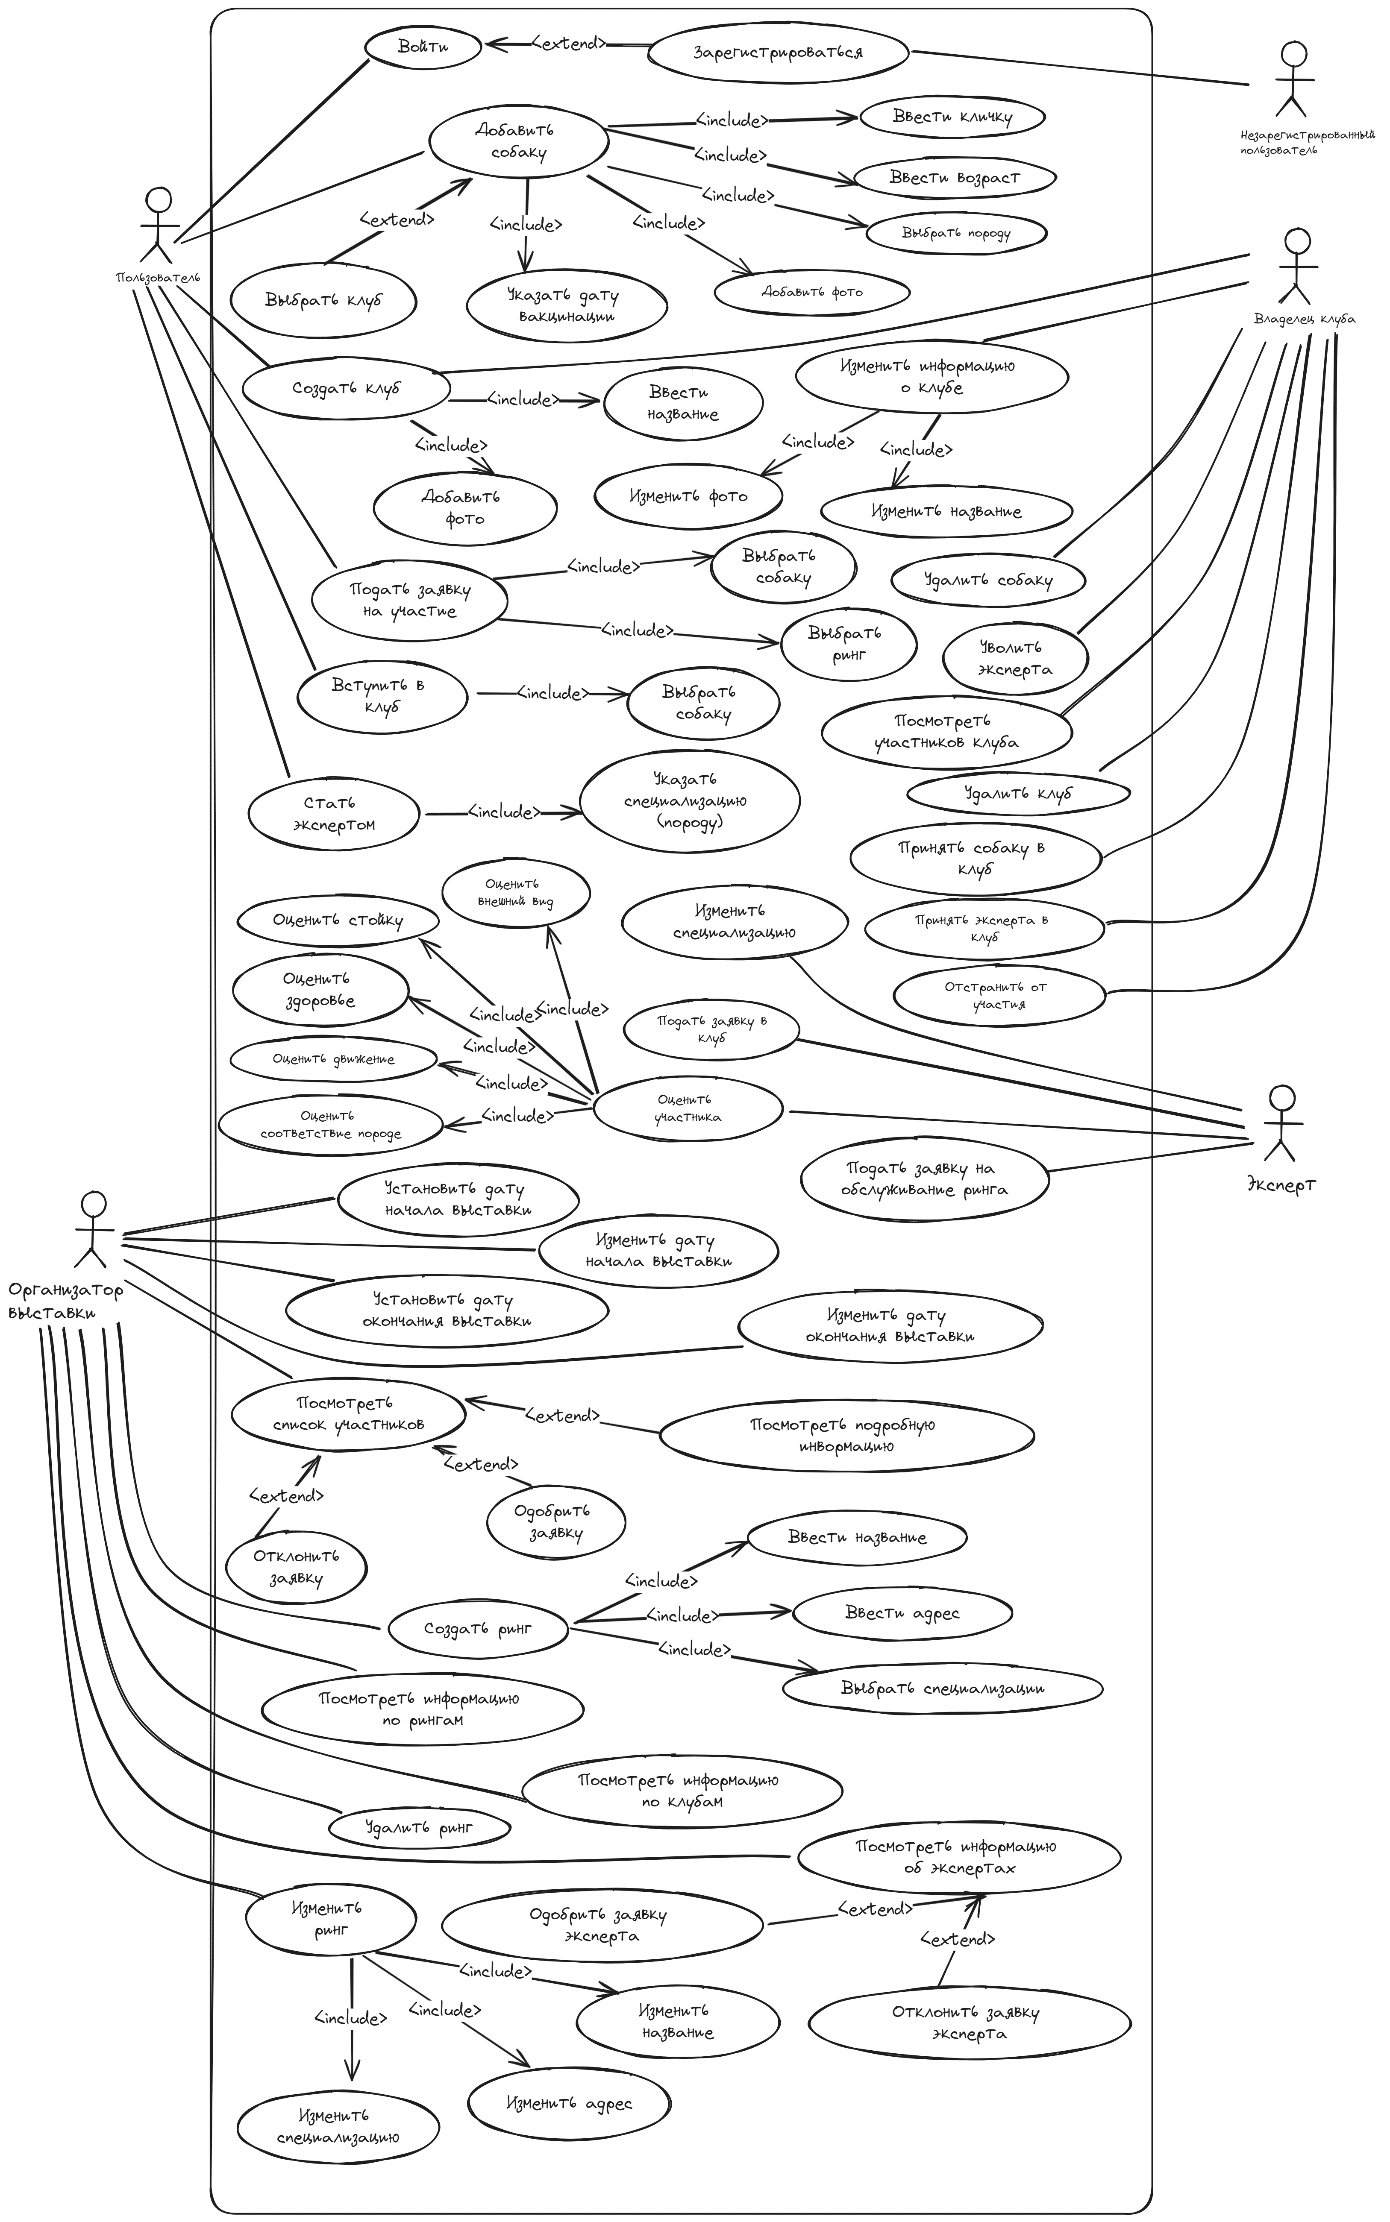 Войти
<extend>
Зарегистрироваться
Незарегистрированный
пользователь
Добавить
собаку
<include>
Ввести кличку
<include>
Ввести возраст
<include>
Выбрать породу
<extend>
<include>
<include>
Пользователь
Выбрать клуб
Указать дату
вакцинации
Добавить фото
Владелец клуба
Создать клуб
<include>
Ввести
название
Изменить информацию
о клубе
<include>
<include>
<include>
Добавить
фото
Изменить фото
Изменить название
Подать заявку
на участие
<include>
Выбрать
собаку
Удалить собаку
<include>
Выбрать
ринг
Уволить
эксперта
Вступить в
клуб
<include>
Выбрать
собаку
Посмотреть
участников клуба
Стать
экспертом
<include>
Указать
специализацию
(породу)
Удалить клуб
Принять собаку в
клуб
Оценить
внешний вид
Оценить стойку
Изменить
специализацию
Принять эксперта в
клуб
Оценить
здоровье
Отстранить от
участия
<include>
<include>
Подать заявку в
клуб
<include>
Оценить движение
<include>
Оценить
соответствие породе
<include>
Оценить
участника
Подать заявку на
обслуживание ринга
Эксперт
Установить дату
начала выставки
Изменить дату
начала выставки
Организатор
выставки
Установить дату
окончания выставки
Изменить дату
окончания выставки
Посмотреть
список участников
<extend>
Посмотреть подробную
инвормацию
<extend>
<extend>
Одобрить
заявку
Отклонить
заявку
<include>
Ввести название
Создать ринг
<include>
Ввести адрес
<include>
Выбрать специализации
Посмотреть информацию
по рингам
Посмотреть информацию
по клубам
Удалить ринг
Посмотреть информацию
об экспертах
Изменить
ринг
Одобрить заявку
эксперта
<extend>
<extend>
<include>
<include>
<include>
Изменить
название
Отклонить заявку
эксперта
Изменить адрес
Изменить
специализацию